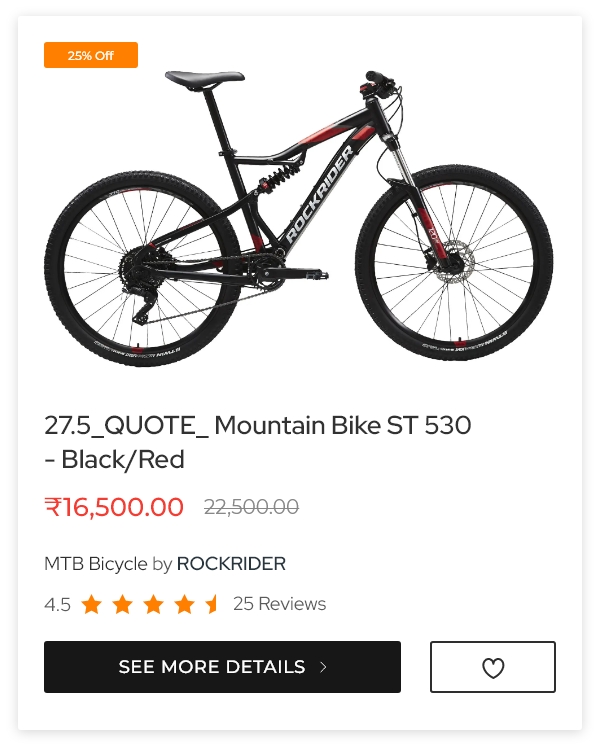 25% Off
ROCKRIDER
27.5_QUOTE_ Mountain Bike ST 530
- Black/Red
₹16,500.00 22,500.00
MTB Bicycle by ROCKRIDER
4.5 25 Reviews
SEE MORE DETAILS